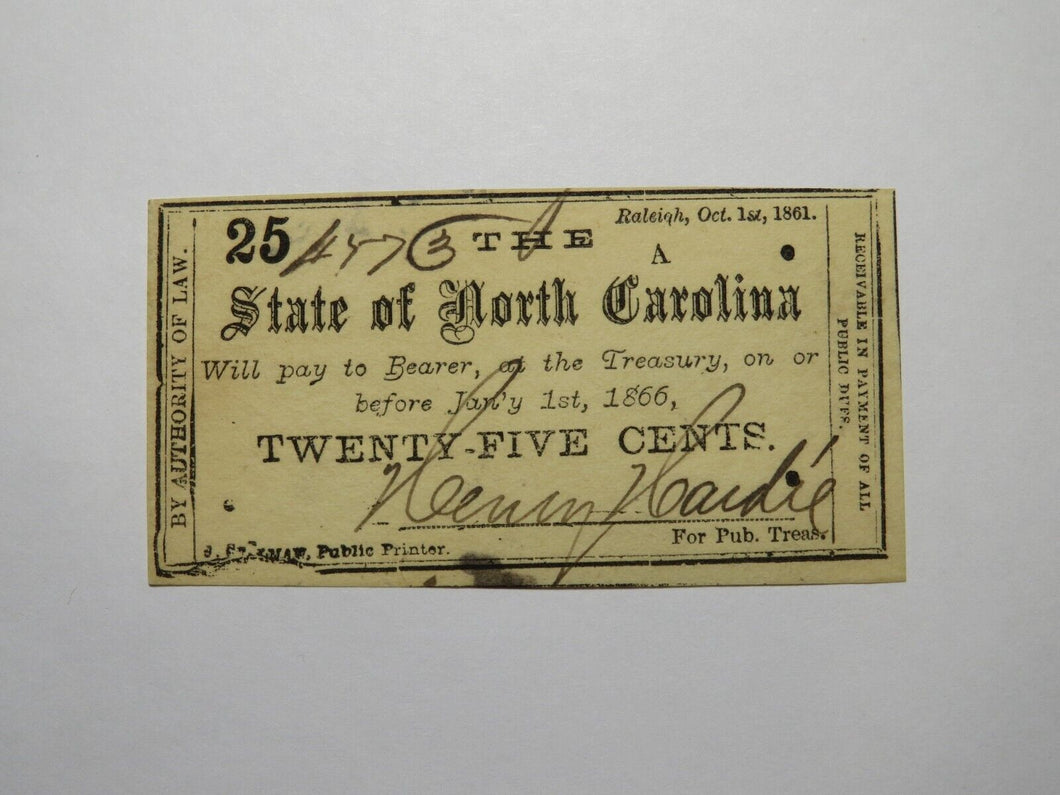 BY AUTHORITY OF LAW.
Raleigh, Oct. 1st, 1861.
25 4573 THE A
State of North Carolina
Will pay to Bearer, at the Treasury, on or
before Jan'y 1st, 1866,
TWENTY-FIVE CENTS.
Henry Hardie
For Pub. Treas.
Public Printer.
RECEIVABLE IN PAYMENT OF ALL
PUBLIC DUES.